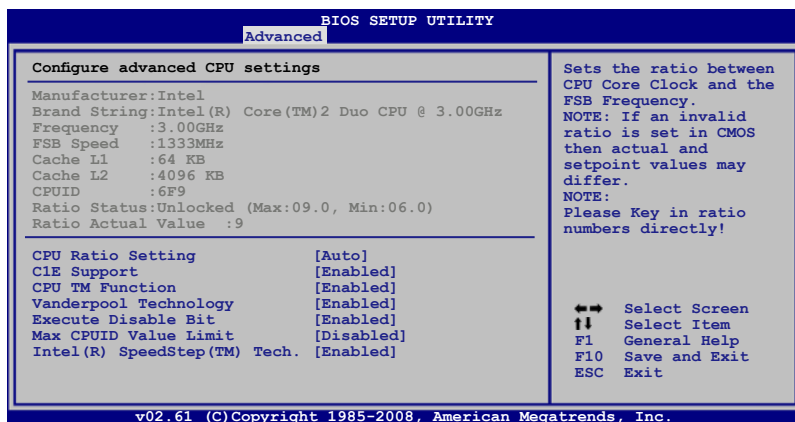 BIOS SETUP UTILITY
Advanced
Configure advanced CPU settings
Manufacturer:Intel
Brand String:Intel(R) Core(TM)2 Duo CPU @ 3.00GHz
Frequency :3.00GHz
FSB Speed :1333MHz
Cache L1 :64 KB
Cache L2 :4096 KB
CPUID :6F9
Ratio Status:Unlocked (Max:09.0, Min:06.0)
Ratio Actual Value :9
CPU Ratio Setting [Auto]
C1E Support [Enabled]
CPU TM Function [Enabled]
Vanderpool Technology [Enabled]
Execute Disable Bit [Enabled]
Max CPUID Value Limit [Disabled]
Intel(R) SpeedStep(TM) Tech. [Enabled]
Sets the ratio between
CPU Core Clock and the
FSB Frequency.
NOTE: If an invalid
ratio is set in CMOS
then actual and
setpoint values may
differ.
NOTE:
Please Key in ratio
numbers directly!
←→ Select Screen
↑↓ Select Item
F1 General Help
F10 Save and Exit
ESC Exit
v02.61 (C)Copyright 1985-2008, American Megatrends, Inc.